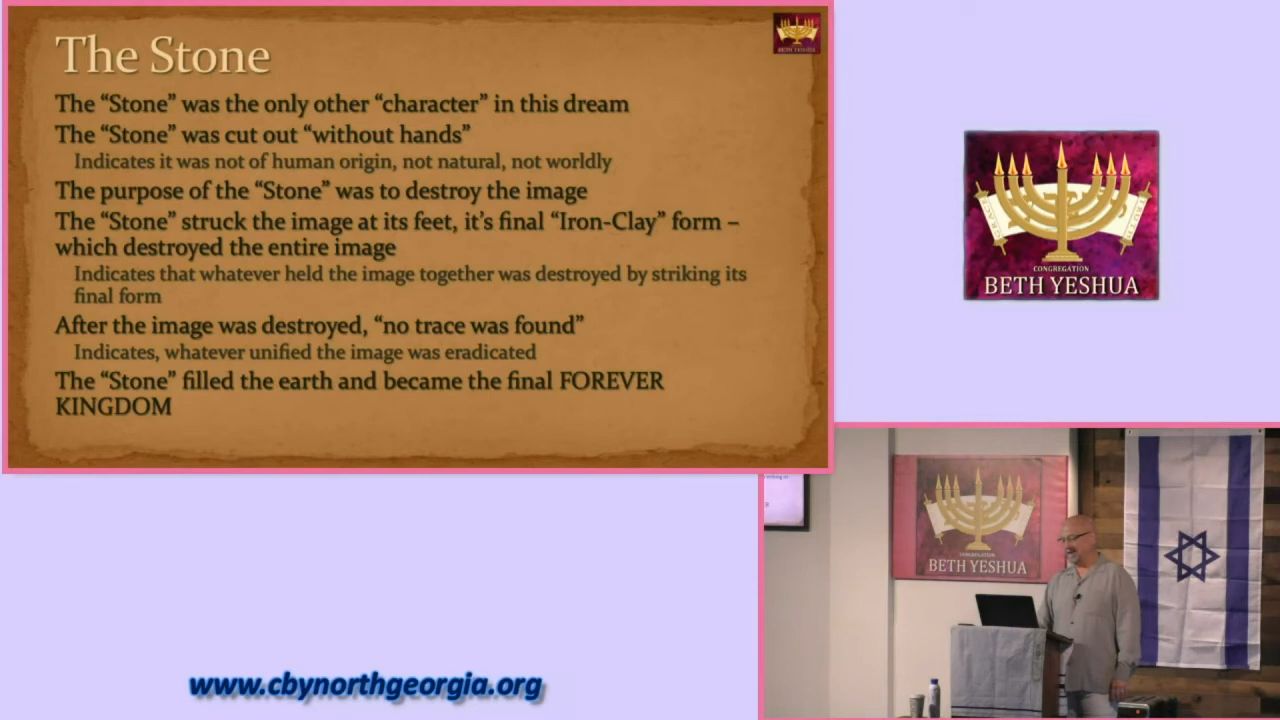 The Stone
The “Stone” was the only other “character” in this dream
The “Stone” was cut out “without hands”
Indicates it was not of human origin, not natural, not worldly
The purpose of the “Stone” was to destroy the image
The “Stone” struck the image at its feet, it’s final “Iron-Clay” form –
which destroyed the entire image
Indicates that whatever held the image together was destroyed by striking its
final form
After the image was destroyed, “no trace was found”
Indicates, whatever unified the image was eradicated
The “Stone” filled the earth and became the final FOREVER
KINGDOM
GRACE
TRUTH
CONGREGATION
BETH YESHUA
CONGREGATION
BETH YESHUA
www.cbynorthgeorgia.org